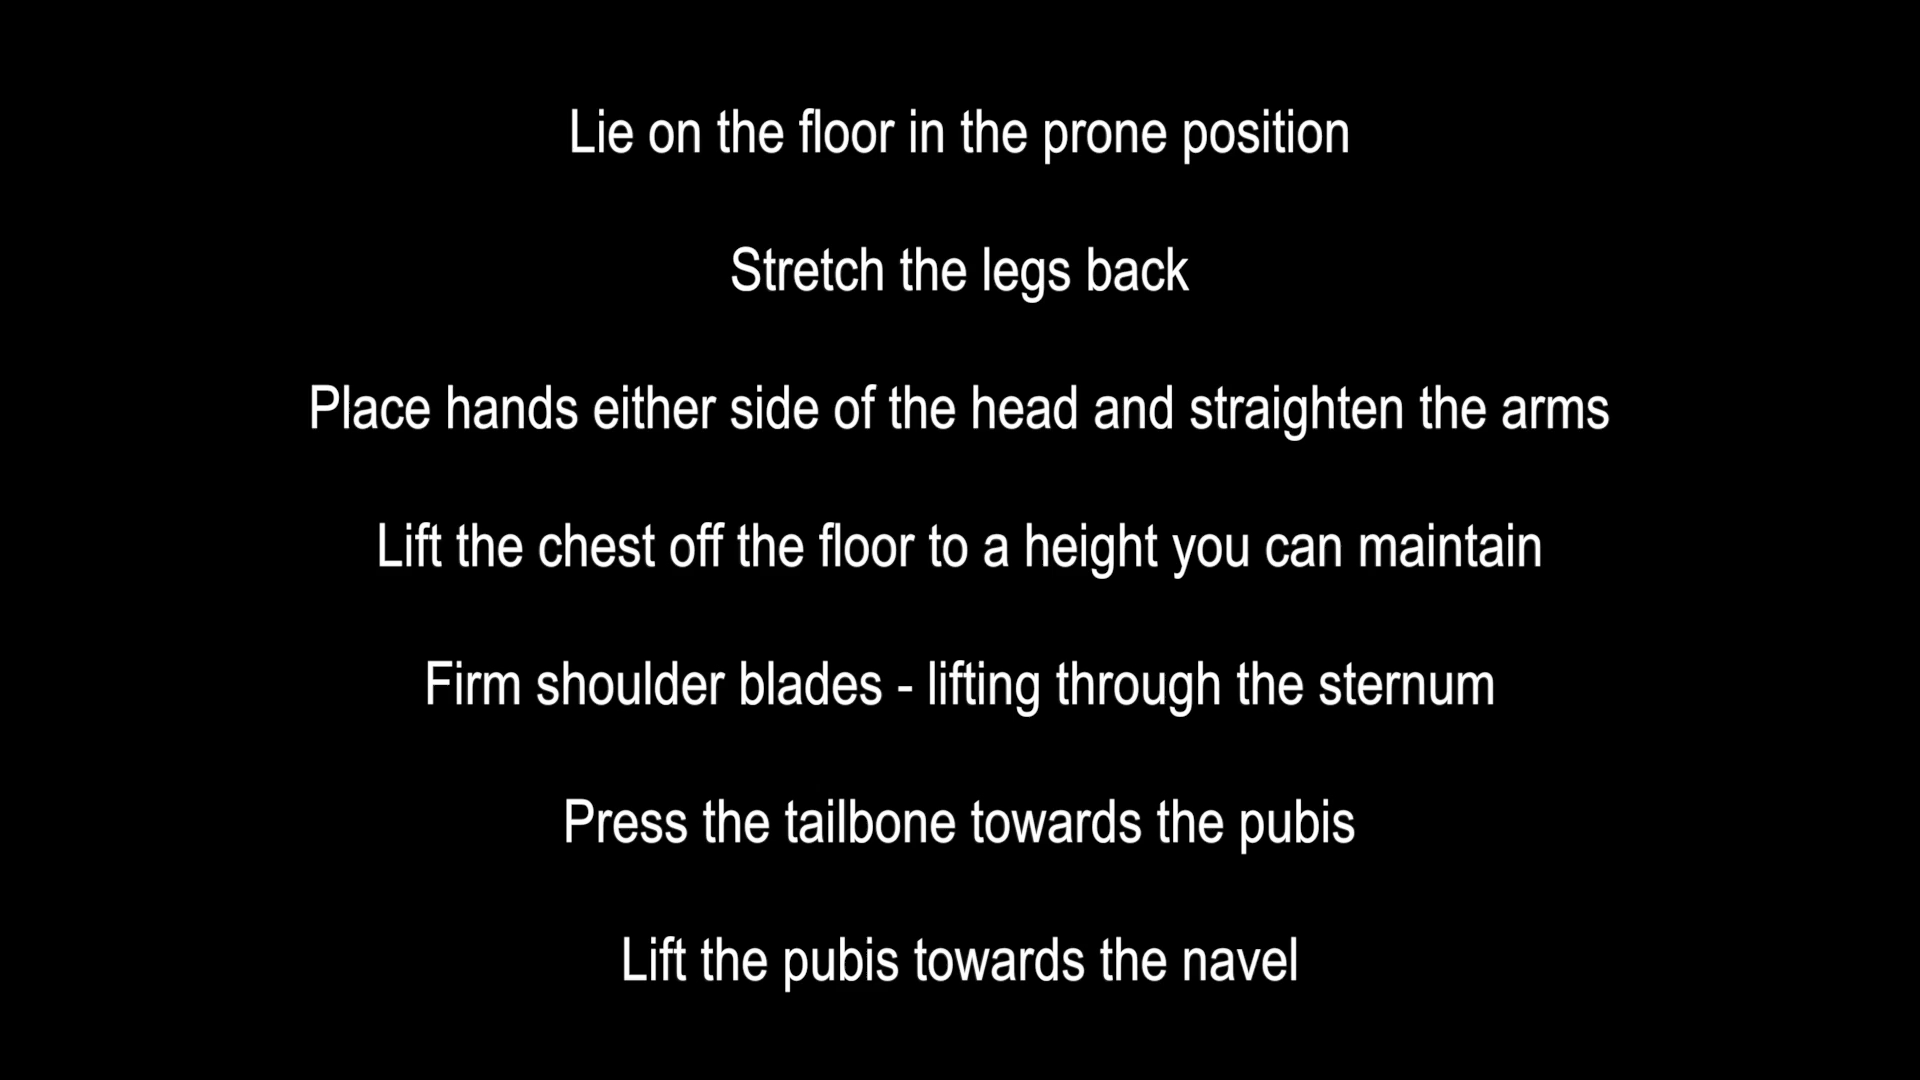 Lie on the floor in the prone position
Stretch the legs back
Place hands either side of the head and straighten the arms
Lift the chest off the floor to a height you can maintain
Firm shoulder blades - lifting through the sternum
Press the tailbone towards the pubis
Lift the pubis towards the navel